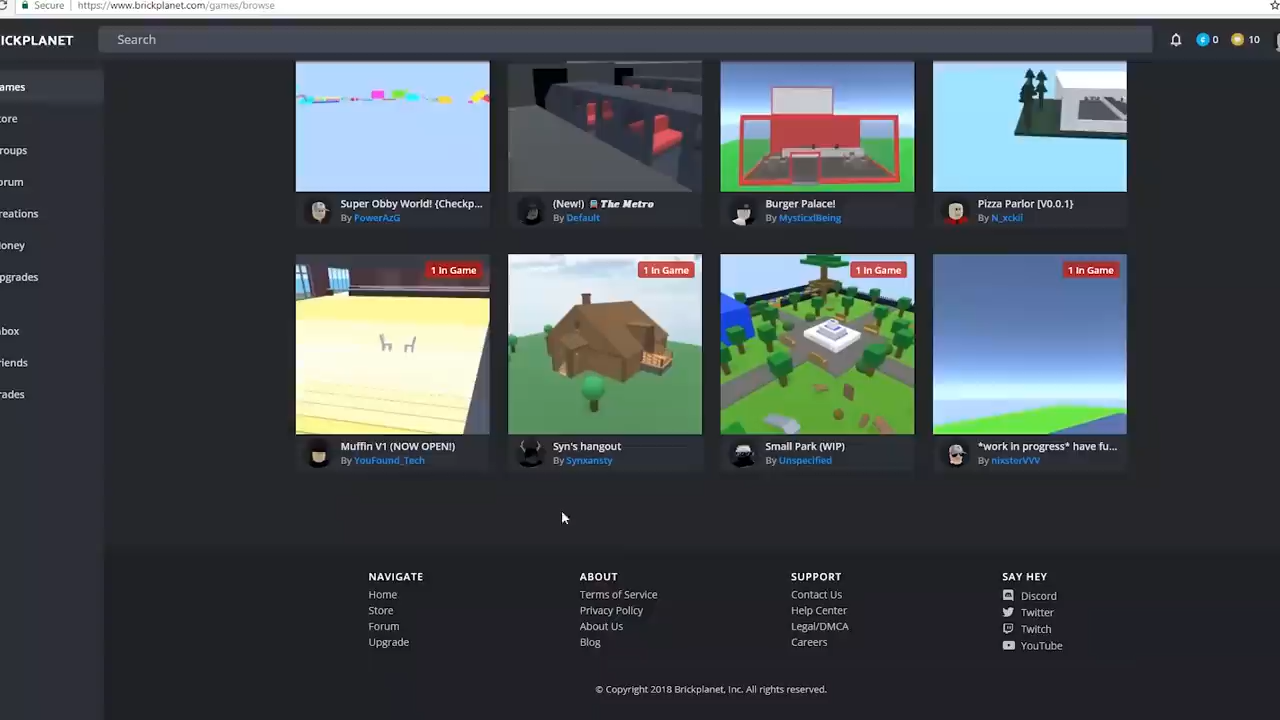 Secure https://www.brickplanet.com/games/browse
ICKPLANET Search 0 10
ames
tore
roups
orum
reations
oney
pgrades
nbox
riends
rades
Super Obby World! {Checkp... (New!) The Metro Burger Palace! Pizza Parlor [V0.0.1}
By PowerAzG By Default By MysticxlBeing By N_xckil
1 In Game 1 In Game 1 In Game 1 In Game
Muffin V1 (NOW OPEN!) Syn's hangout Small Park (WIP) *work in progress* have fu...
By YouFound_Tech By Synxansty By Unspecified By nixsterVVV
NAVIGATE
Home
Store
Forum
Upgrade
ABOUT
Terms of Service
Privacy Policy
About Us
Blog
SUPPORT
Contact Us
Help Center
Legal/DMCA
Careers
SAY HEY
Discord
Twitter
Twitch
YouTube
© Copyright 2018 Brickplanet, Inc. All rights reserved.